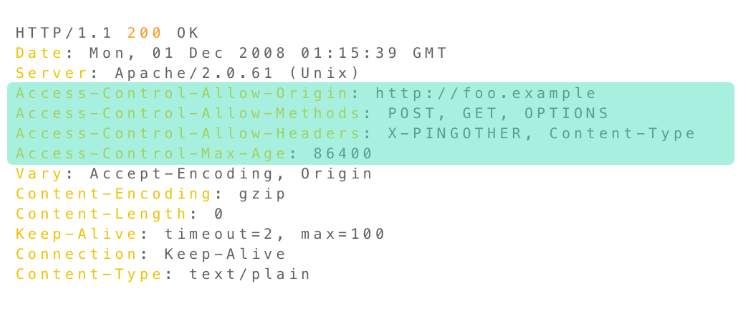 HTTP/1.1 200 OK
Date: Mon, 01 Dec 2008 01:15:39 GMT
Server: Apache/2.0.61 (Unix)
Access-Control-Allow-Origin: http://foo.example
Access-Control-Allow-Methods: POST, GET, OPTIONS
Access-Control-Allow-Headers: X-PINGOTHER, Content-Type
Access-Control-Max-Age: 86400
Vary: Accept-Encoding, Origin
Content-Encoding: gzip
Content-Length: 0
Keep-Alive: timeout=2, max=100
Connection: Keep-Alive
Content-Type: text/plain